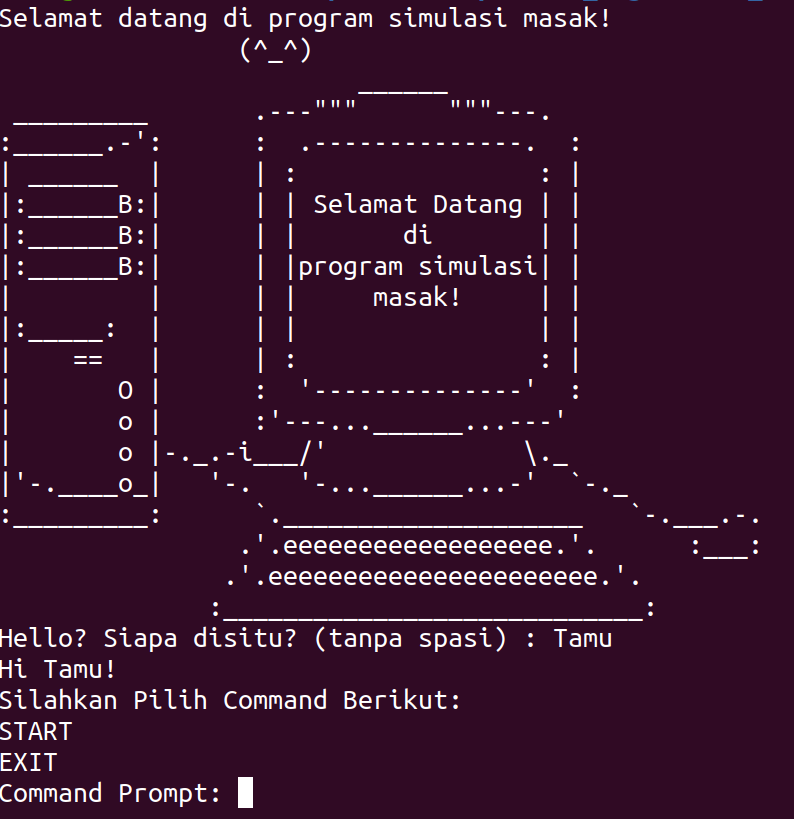 Selamat datang di program simulasi masak!
(^_^)
B
Selamat Datang
B
di
B
program simulasi
masak!
==
O
o
o
o
eeeeeeeeeeeeeeeeee
eeeeeeeeeeeeeeeeeeeeee
Hello? Siapa disitu? (tanpa spasi) : Tamu
Hi Tamu!
Silahkan Pilih Command Berikut:
START
EXIT
Command Prompt: